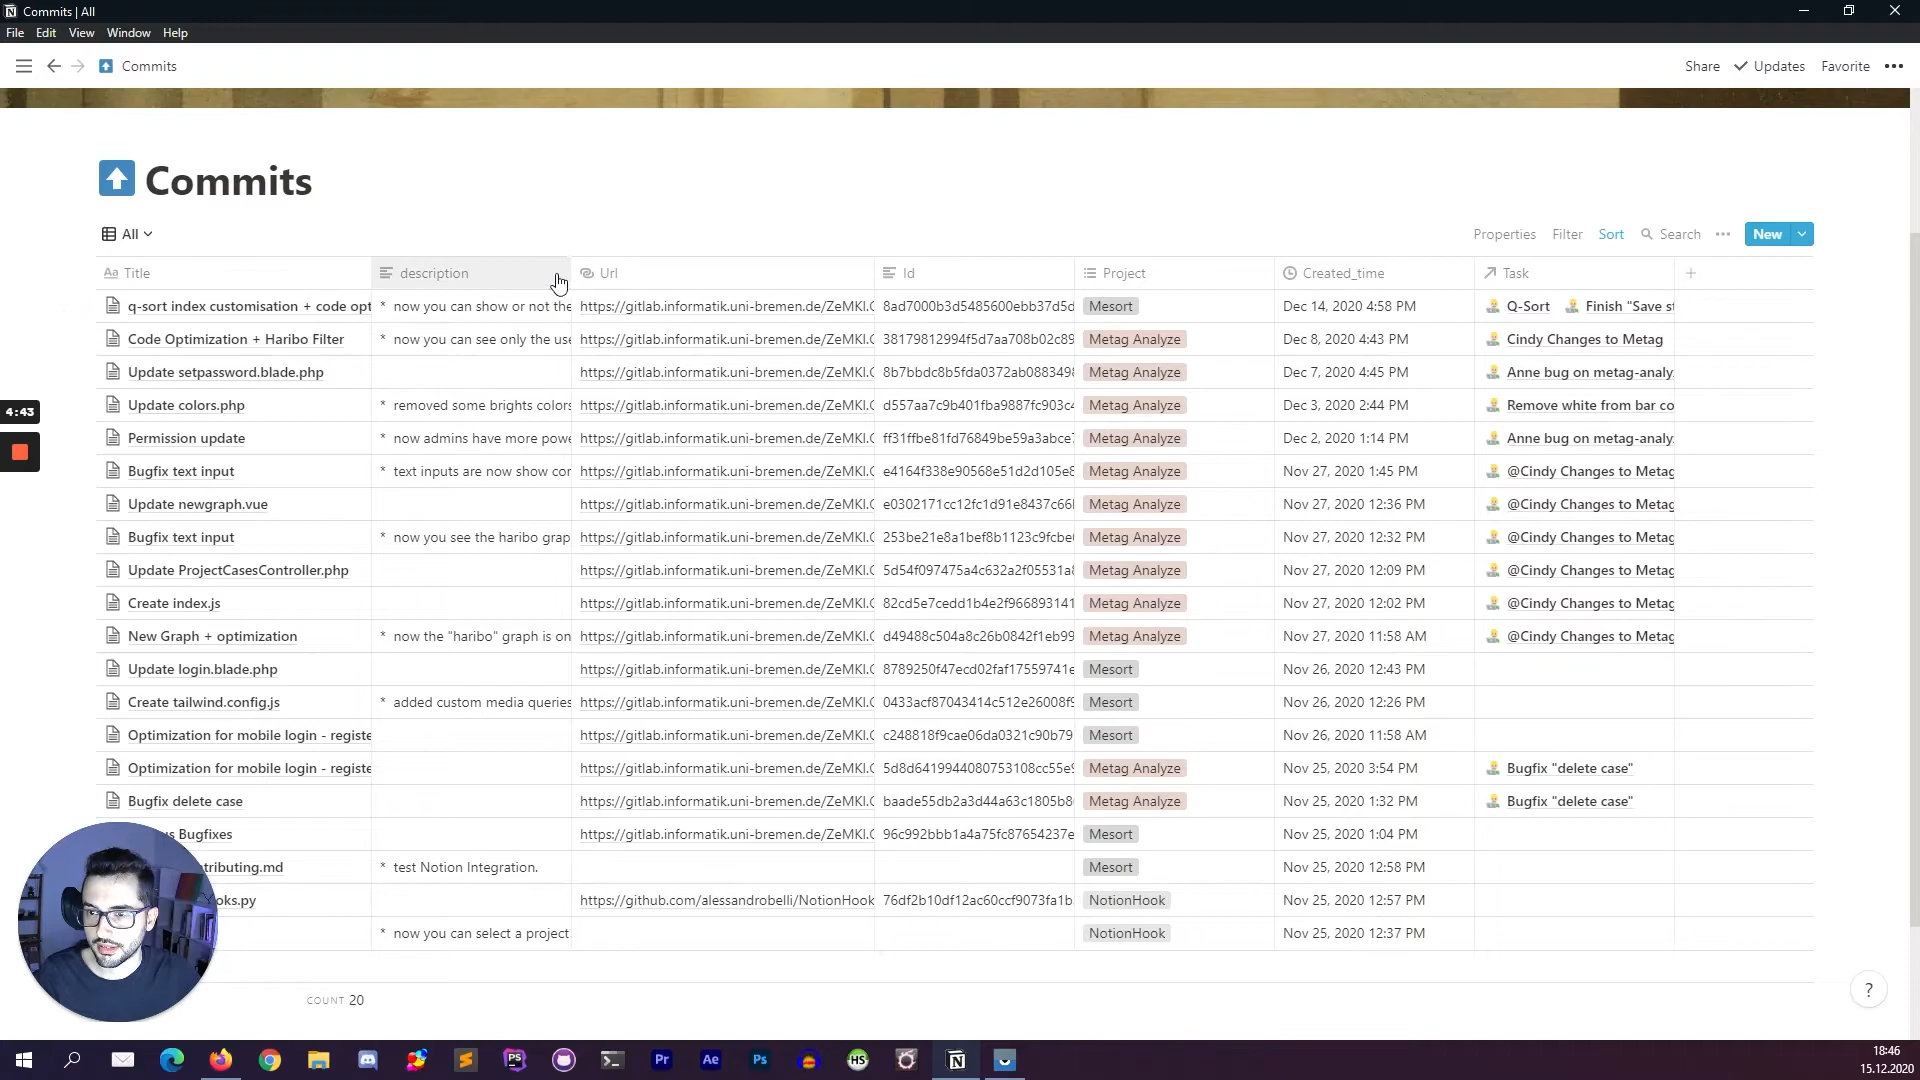 Commits | All
File Edit View Window Help
Commits Share Updates Favorite
Commits
All Properties Filter Sort Search New
Aa Title description Url Id Project Created_time Task
q-sort index customisation + code opt * now you can show or not the https://gitlab.informatik.uni-bremen.de/ZeMKI. 8ad7000b3d5485600ebb37d5d Mesort Dec 14, 2020 4:58 PM Q-Sort Finish "Save st
Code Optimization + Haribo Filter * now you can see only the use https://gitlab.informatik.uni-bremen.de/ZeMKI. 38179812994f5d7aa708b02c89 Metag Analyze Dec 8, 2020 4:43 PM Cindy Changes to Metag
Update setpassword.blade.php https://gitlab.informatik.uni-bremen.de/ZeMKI. 8b7bbdc8b5fda0372ab0883498 Metag Analyze Dec 7, 2020 4:45 PM Anne bug on metag-analy
4:43
Update colors.php * removed some brights colors https://gitlab.informatik.uni-bremen.de/ZeMKI. d557aa7c9b401fba9887fc903c4 Metag Analyze Dec 3, 2020 2:44 PM Remove white from bar co
Permission update * now admins have more powe https://gitlab.informatik.uni-bremen.de/ZeMKI. ff31ffbe81fd76849be59a3abce7 Metag Analyze Dec 2, 2020 1:14 PM Anne bug on metag-analy
Bugfix text input * text inputs are now show cor https://gitlab.informatik.uni-bremen.de/ZeMKI. e4164f338e90568e51d2d105e8 Metag Analyze Nov 27, 2020 1:45 PM @Cindy Changes to Metag
Update newgraph.vue https://gitlab.informatik.uni-bremen.de/ZeMKI. e0302171cc12fc1d91e8437c66 Metag Analyze Nov 27, 2020 12:36 PM @Cindy Changes to Metag
Bugfix text input * now you see the haribo grap https://gitlab.informatik.uni-bremen.de/ZeMKI. 253be21e8a1bef8b1123c9fcbe Metag Analyze Nov 27, 2020 12:32 PM @Cindy Changes to Metag
Update ProjectCasesController.php https://gitlab.informatik.uni-bremen.de/ZeMKI. 5d54f097475a4c632a2f05531a8 Metag Analyze Nov 27, 2020 12:09 PM @Cindy Changes to Metag
Create index.js https://gitlab.informatik.uni-bremen.de/ZeMKI. 82cd5e7cedd1b4e2f966893141 Metag Analyze Nov 27, 2020 12:02 PM @Cindy Changes to Metag
New Graph + optimization * now the "haribo" graph is on https://gitlab.informatik.uni-bremen.de/ZeMKI. d49488c504a8c26b0842f1eb99 Metag Analyze Nov 27, 2020 11:58 AM @Cindy Changes to Metag
Update login.blade.php https://gitlab.informatik.uni-bremen.de/ZeMKI. 8789250f47ecd02faf17559741e Mesort Nov 26, 2020 12:43 PM
Create tailwind.config.js * added custom media queries https://gitlab.informatik.uni-bremen.de/ZeMKI. 0433acf87043414c512e26008f9 Mesort Nov 26, 2020 12:26 PM
Optimization for mobile login - registe https://gitlab.informatik.uni-bremen.de/ZeMKI. c248818f9cae06da0321c90b79 Mesort Nov 26, 2020 11:58 AM
Optimization for mobile login - registe https://gitlab.informatik.uni-bremen.de/ZeMKI. 5d8d6419944080753108cc55e9 Metag Analyze Nov 25, 2020 3:54 PM Bugfix "delete case"
Bugfix delete case https://gitlab.informatik.uni-bremen.de/ZeMKI. baade55db2a3d44a63c1805b8 Metag Analyze Nov 25, 2020 1:32 PM Bugfix "delete case"
s Bugfixes https://gitlab.informatik.uni-bremen.de/ZeMKI. 96c992bbb1a4a75fc87654237e Mesort Nov 25, 2020 1:04 PM
tributing.md * test Notion Integration. Mesort Nov 25, 2020 12:58 PM
oks.py https://github.com/alessandrobelli/NotionHook 76df2b10df12ac60ccf9073fa1b Metag NotionHook Nov 25, 2020 12:57 PM
* now you can select a project NotionHook Nov 25, 2020 12:37 PM
COUNT 20
?
18:46
15.12.2020